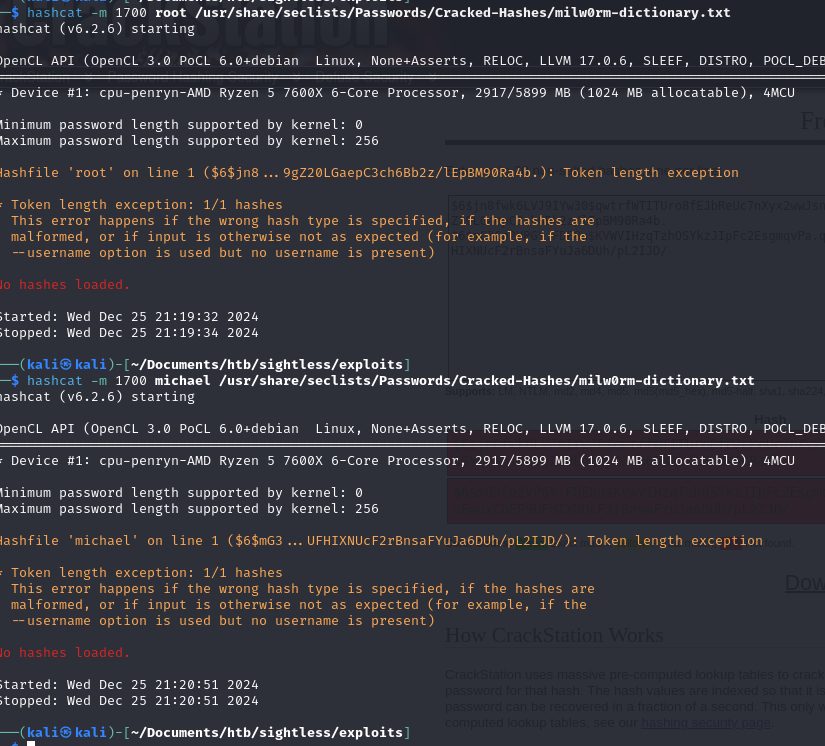 $ hashcat -m 1700 root /usr/share/seclists/Passwords/Cracked-Hashes/milw0rm-dictionary.txt
hashcat (v6.2.6) starting
OpenCL API (OpenCL 3.0 PoCL 6.0+debian  Linux, None+Asserts, RELOC, LLVM 17.0.6, SLEEF, DISTRO, POCL_DEB
* Device #1: cpu-penryn-AMD Ryzen 5 7600X 6-Core Processor, 2917/5899 MB (1024 MB allocatable), 4MCU
Minimum password length supported by kernel: 0
Maximum password length supported by kernel: 256
Hashfile 'root' on line 1 ($6$jn8...9gZ20LGaepC3ch6Bb2z/lEpBM90Ra4b.): Token length exception
* Token length exception: 1/1 hashes
This error happens if the wrong hash type is specified, if the hashes are
malformed, or if input is otherwise not as expected (for example, if the
--username option is used but no username is present)
No hashes loaded.
Started: Wed Dec 25 21:19:32 2024
Stopped: Wed Dec 25 21:19:34 2024
(kali㉿kali)-[~/Documents/htb/sightless/exploits]
$ hashcat -m 1700 michael /usr/share/seclists/Passwords/Cracked-Hashes/milw0rm-dictionary.txt
hashcat (v6.2.6) starting
OpenCL API (OpenCL 3.0 PoCL 6.0+debian  Linux, None+Asserts, RELOC, LLVM 17.0.6, SLEEF, DISTRO, POCL_DEB
* Device #1: cpu-penryn-AMD Ryzen 5 7600X 6-Core Processor, 2917/5899 MB (1024 MB allocatable), 4MCU
Minimum password length supported by kernel: 0
Maximum password length supported by kernel: 256
Hashfile 'michael' on line 1 ($6$mG3...UFHIXNUcF2rBnsaFYuJa6DUh/pL2IJD/): Token length exception
* Token length exception: 1/1 hashes
This error happens if the wrong hash type is specified, if the hashes are
malformed, or if input is otherwise not as expected (for example, if the
--username option is used but no username is present)
No hashes loaded.
Started: Wed Dec 25 21:20:51 2024
Stopped: Wed Dec 25 21:20:51 2024
(kali㉿kali)-[~/Documents/htb/sightless/exploits]
$
Hash
Dow
How CrackStation Works
CrackStation uses massive pre-computed lookup tables to crack
password for that hash. The hash values are indexed so that it is
password can be recovered in a fraction of a second. This only w
computed lookup tables, see our hashing security page.